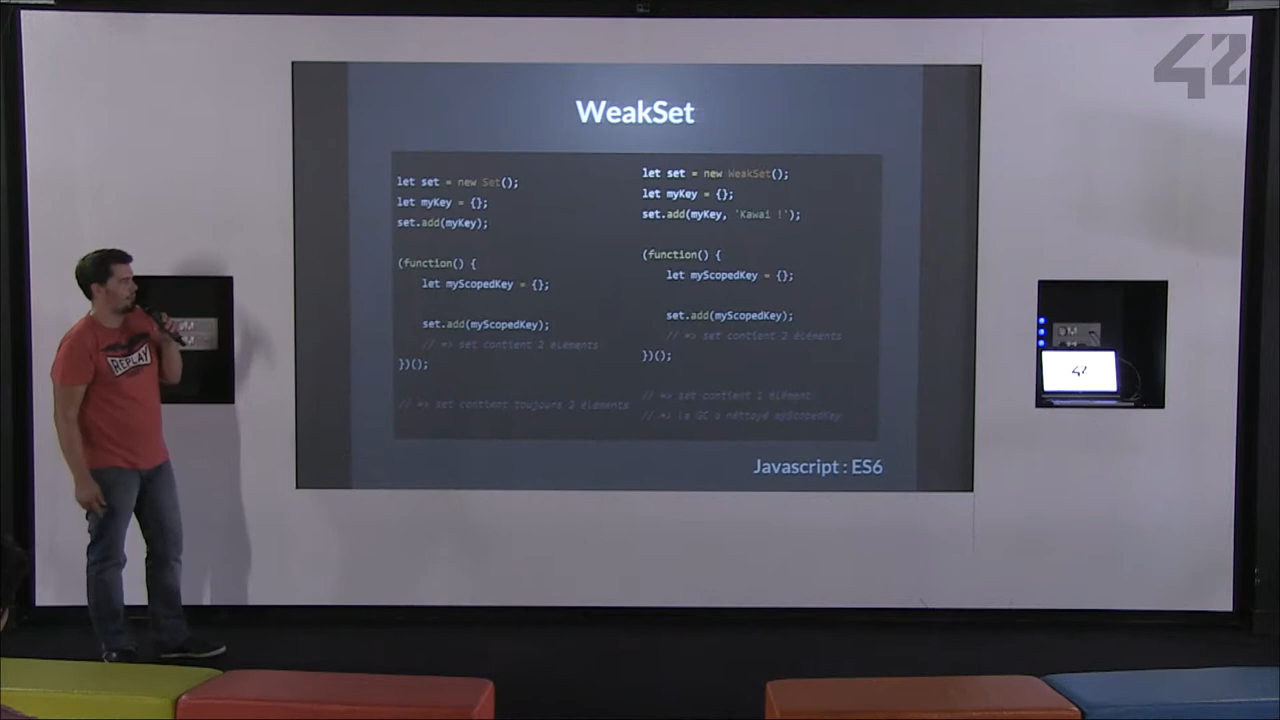 42
WeakSet
let set = new Set();
let myKey = {};
set.add(myKey);
(function() {
let myScopedKey = {};
set.add(myScopedKey);
// => set contient 2 éléments
})();
// => set contient toujours 2 éléments
let set = new WeakSet();
let myKey = {};
set.add(myKey, 'Kawai !');
(function() {
let myScopedKey = {};
set.add(myScopedKey);
// => set contient 2 éléments
})();
// => set contient 1 élément
// => le GC a nettoyé myScopedKey
Javascript : ES6
REPLAY
42